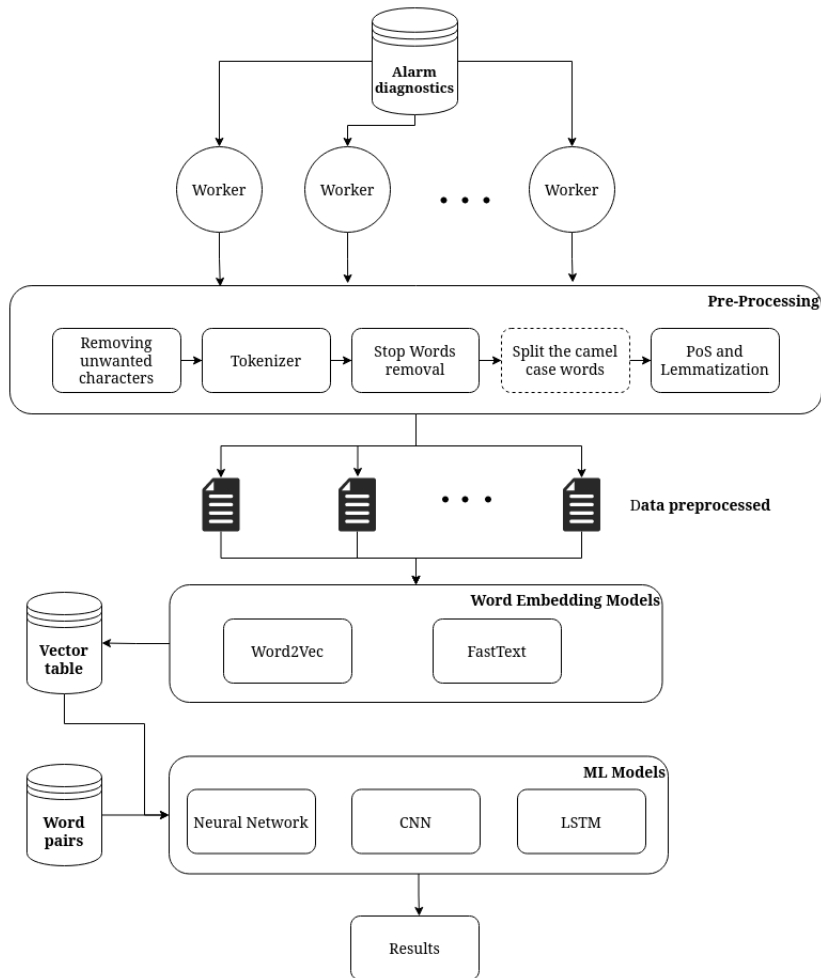 Alarm
diagnostics
Worker
Worker
• • •
Worker
Pre-Processing
Removing
unwanted
characters
Tokenizer
Stop Words
removal
Split the camel
case words
PoS and
Lemmatization
• • •
Data preprocessed
Word Embedding Models
Word2Vec
FastText
Vector
table
ML Models
Neural Network
CNN
LSTM
Word
pairs
Results